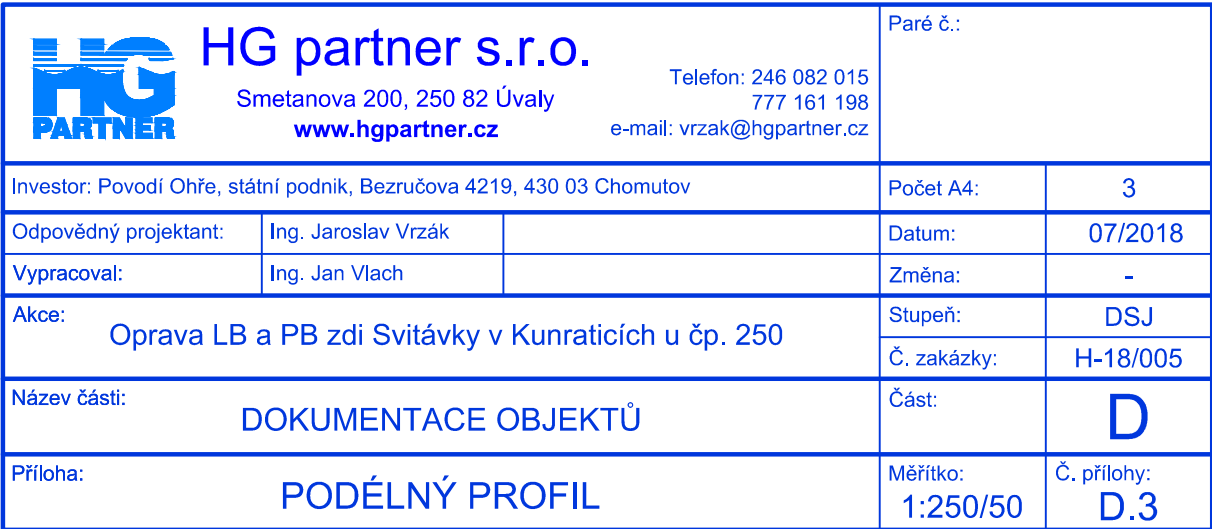 HG
PARTNER
HG partner s.r.o.
Smetanova 200, 250 82 Úvaly
www.hgpartner.cz
Telefon: 246 082 015
777 161 198
e-mail: vrzak@hgpartner.cz
Paré č.:
Investor: Povodí Ohře, státní podnik, Bezručova 4219, 430 03 Chomutov
Počet A4: 3
Odpovědný projektant: Ing. Jaroslav Vrzák
Datum: 07/2018
Vypracoval: Ing. Jan Vlach
Změna: -
Akce:
Oprava LB a PB zdi Svitávky v Kunraticích u čp. 250
Stupeň: DSJ
Č. zakázky: H-18/005
Název části:
DOKUMENTACE OBJEKTŮ
Část:
D
Příloha:
PODÉLNÝ PROFIL
Měřítko:
1:250/50
Č. přílohy:
D.3